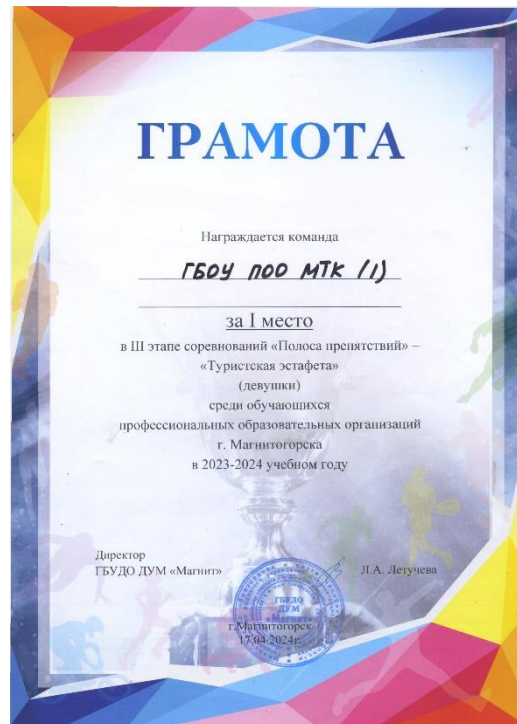 ГРАМОТА
Награждается команда
ГБОУ ПОО МТК (I)
за I место
в III этапе соревнований «Полоса препятствий» –
«Туристская эстафета»
(девушки)
среди обучающихся
профессиональных образовательных организаций
г. Магнитогорска
в 2023-2024 учебном году
Директор
ГБУДО ДУМ «Магнит»
Л.А. Летучева
ГБУДО
ДУМ
«Магнит»
г.Магнитогорск
17.04.2024г.